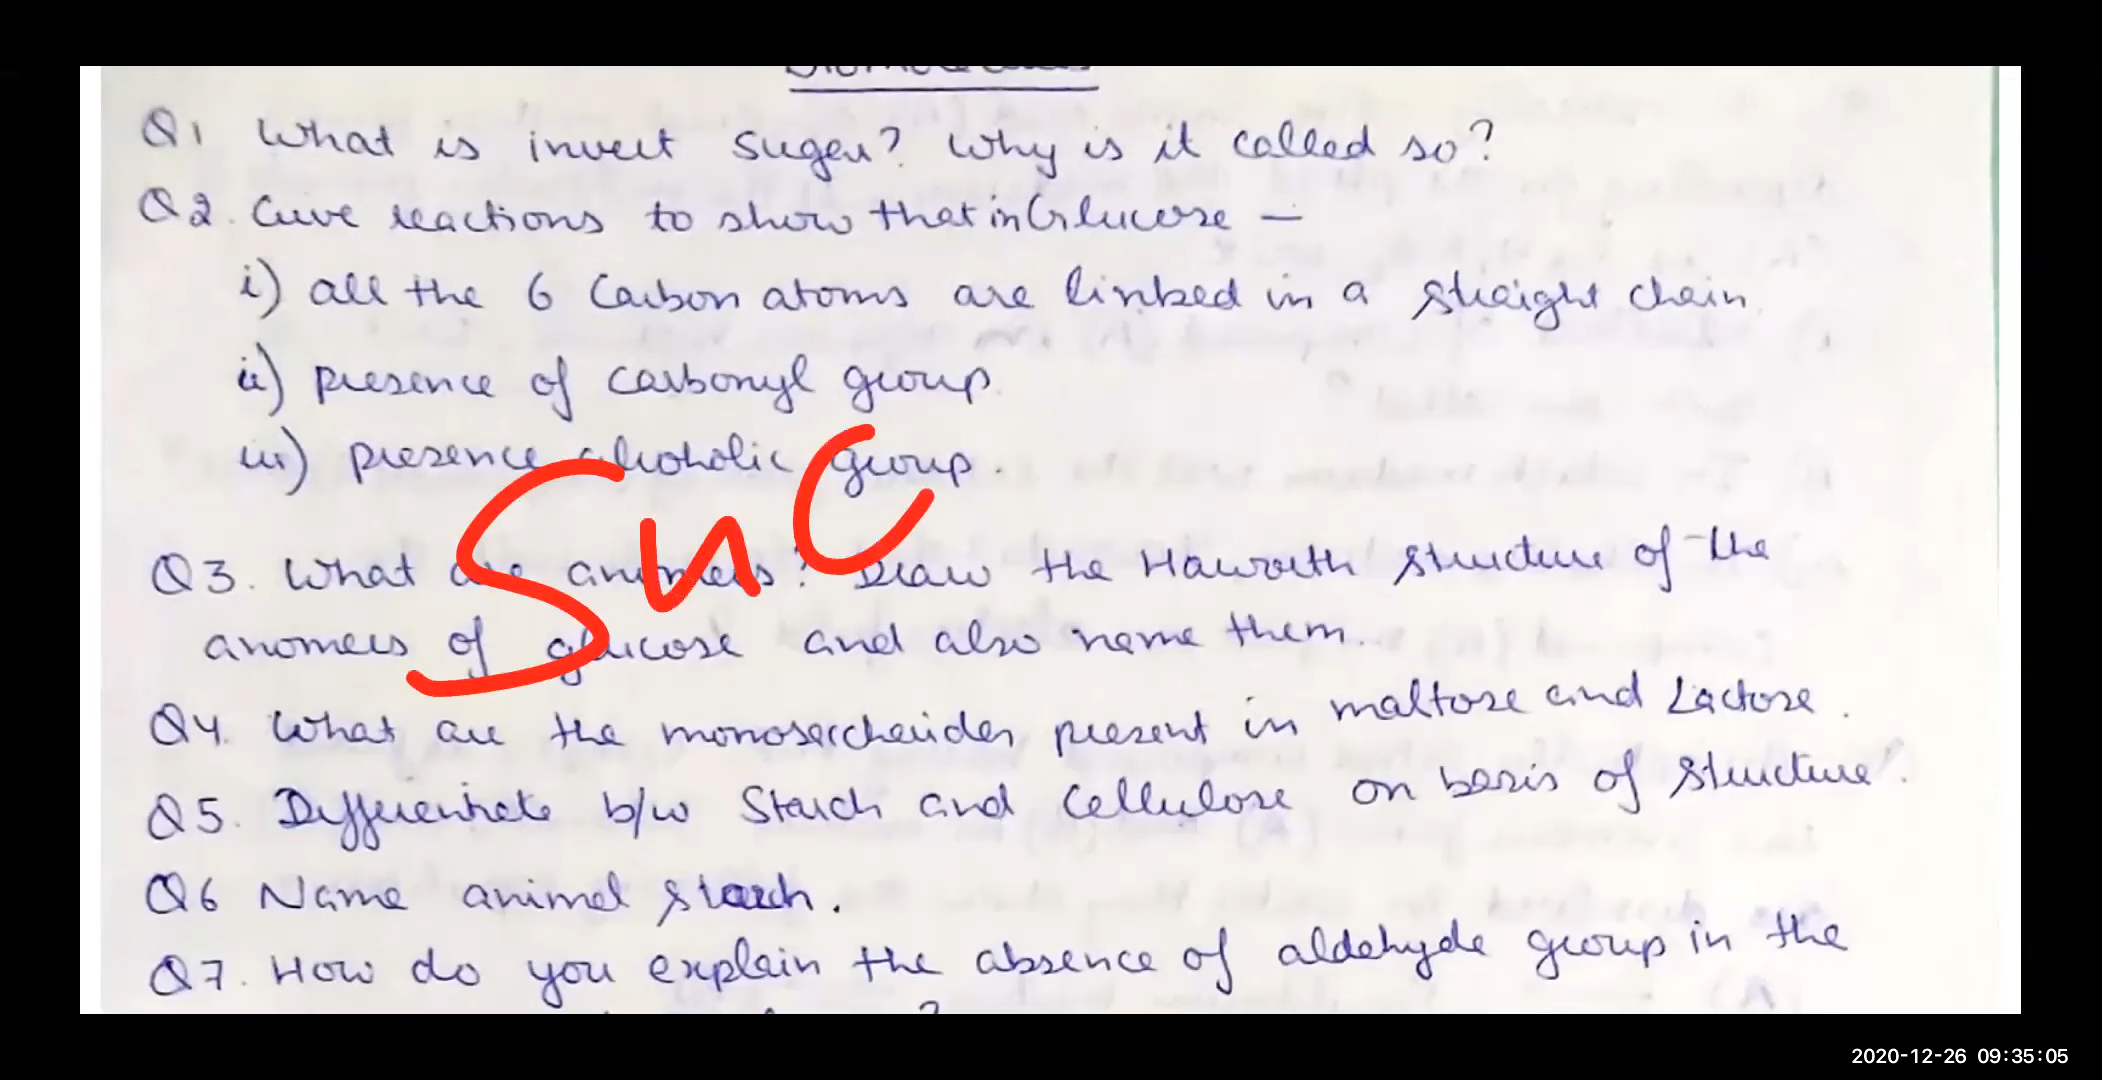 Biomolecules
Q1 What is invert sugar? Why is it called so?
Q2. Give reactions to show that in Glucose —
i) all the 6 Carbon atoms are linked in a straight chain
ii) presence of carbonyl group.
iii) presence alcoholic group.
Suc
Q3. What are anomers? Draw the Haworth structure of the
anomers of glucose and also name them.
Q4. What are the monosaccharides present in maltose and Lactose.
Q5. Differentiate b/w Starch and Cellulose on basis of structure.
Q6 Name animal starch.
Q7. How do you explain the absence of aldehyde group in the
2020-12-26 09:35:05